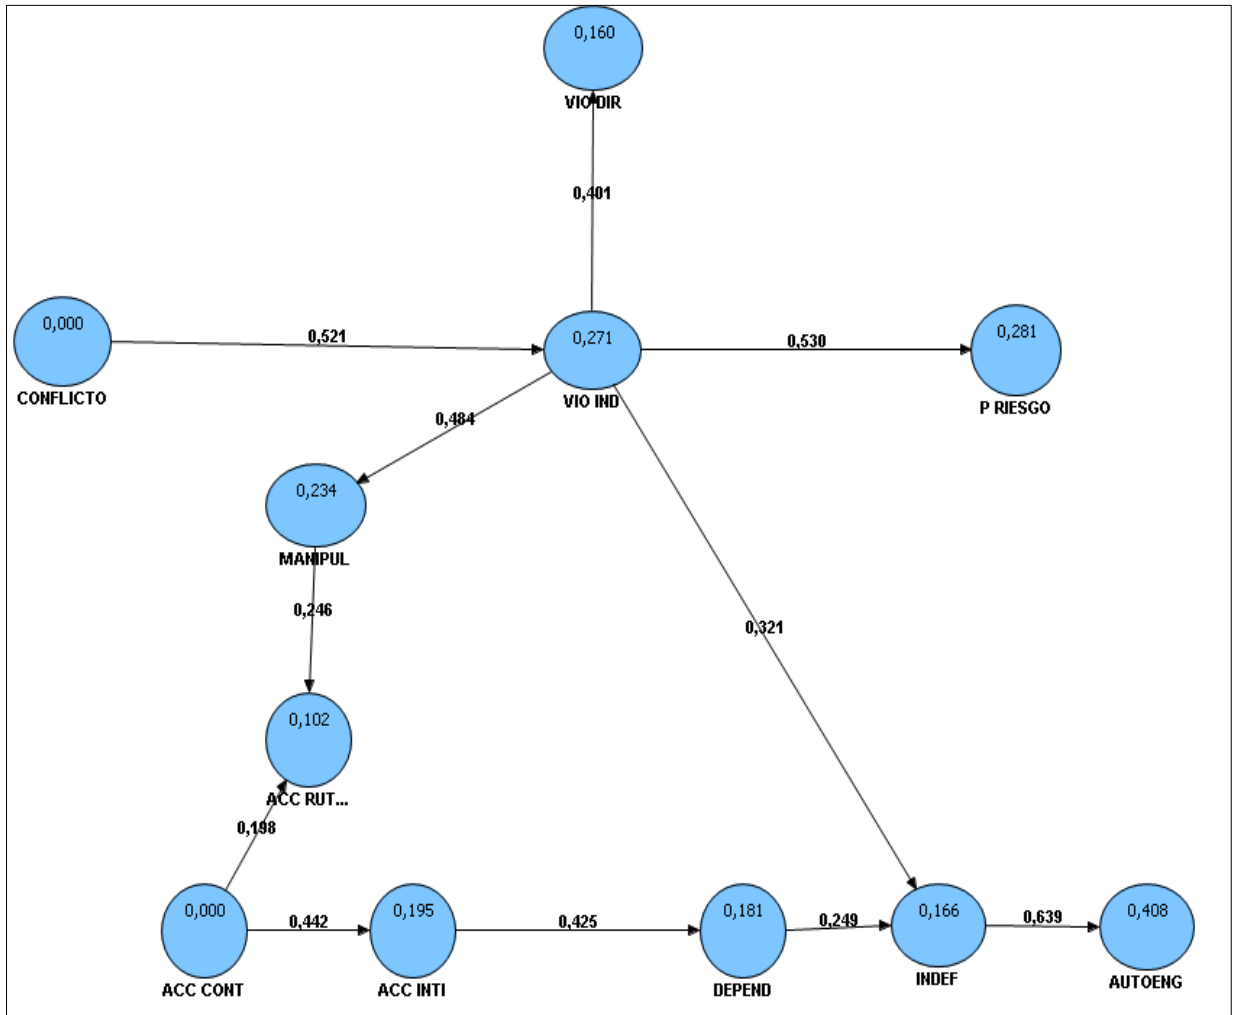 0,160
VIO DIR
0,401
0,000
CONFLICTO
0,521
0,271
VIO IND
0,530
0,281
P RIESGO
0,484
0,234
MANIPUL
0,246
0,321
0,102
ACC RUT...
0,198
0,000
ACC CONT
0,442
0,195
ACC INTI
0,425
0,181
DEPEND
0,249
0,166
INDEF
0,639
0,408
AUTOENG